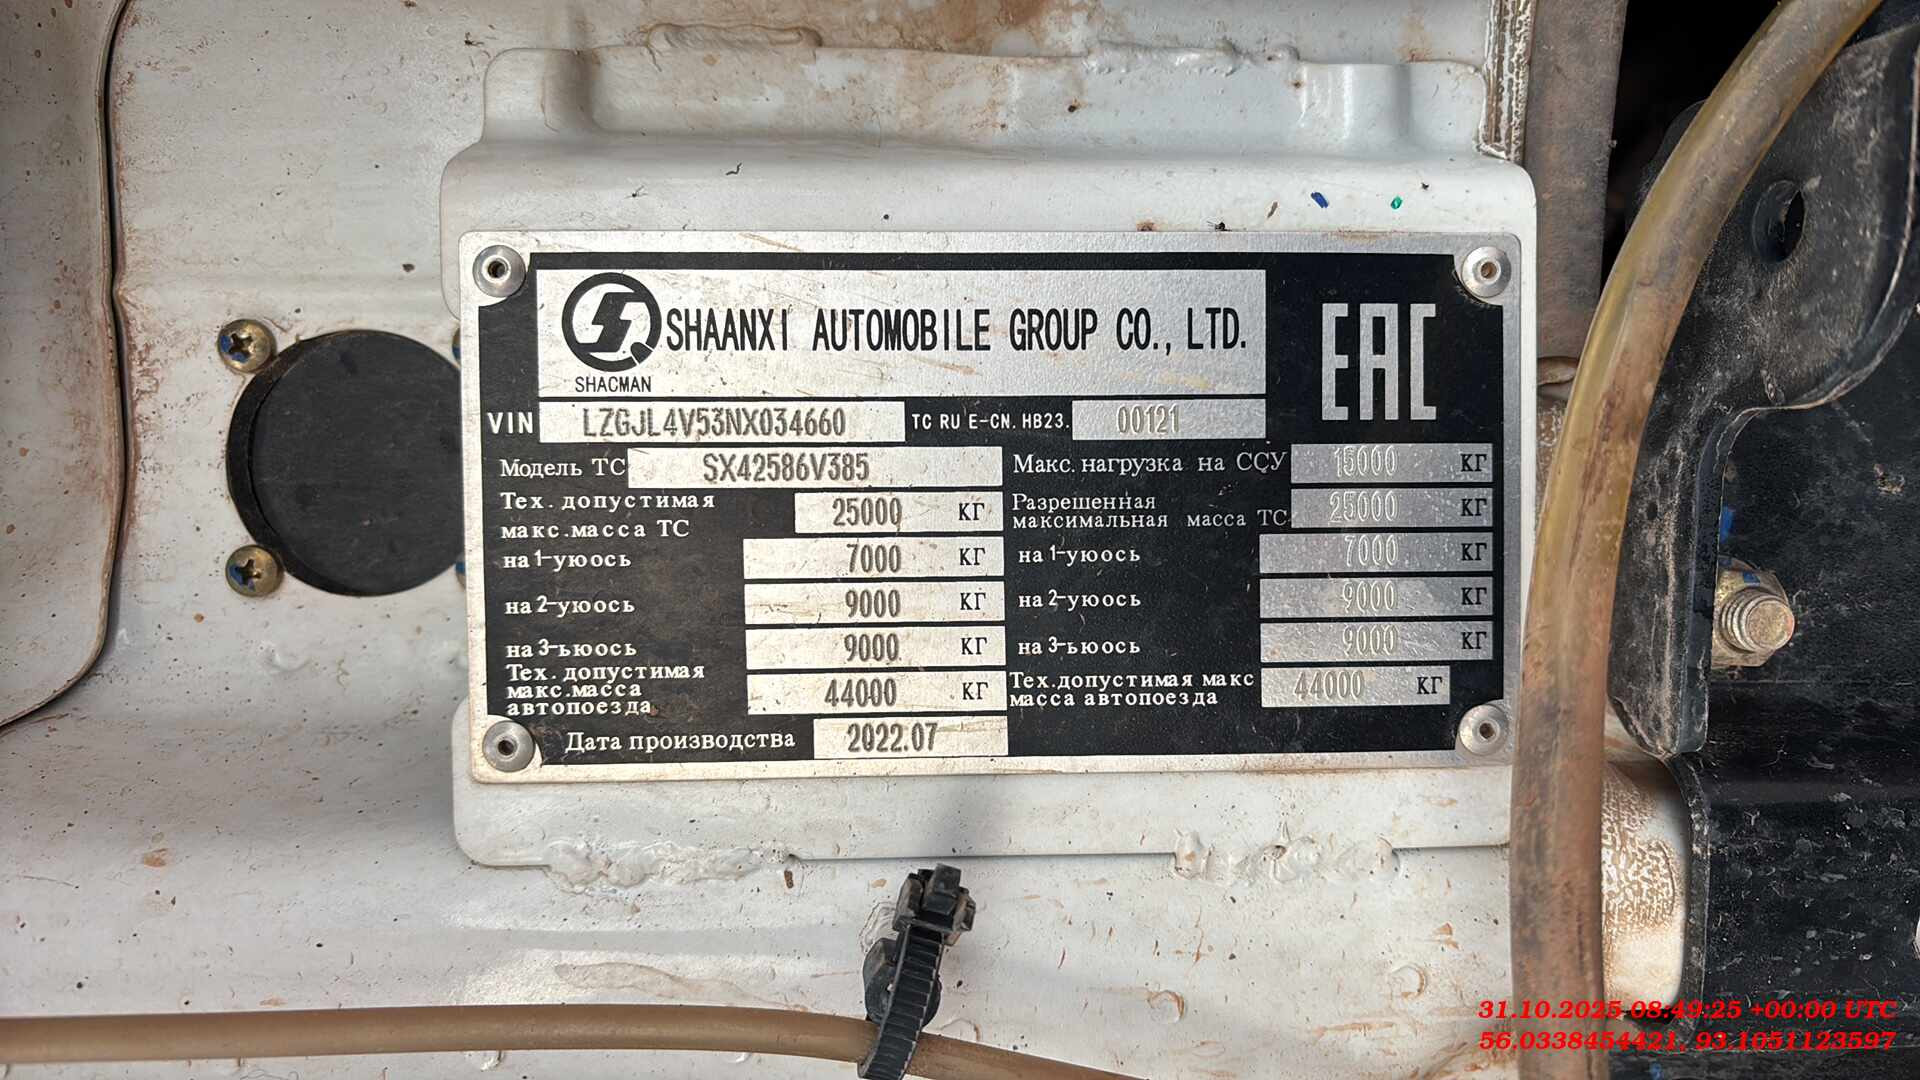 SHAANXI AUTOMOBILE GROUP CO., LTD.
SHACMAN
EAC
VIN LZGJL4V53NX034660 TC RU E-CN. HB23. 00121
Модель ТС SX42586V385
Макс. нагрузка на ССУ 15000 КГ
Тех. допустимая
макс.масса ТС 25000 КГ
Разрешенная
максимальная масса ТС 25000 КГ
на 1-уюось 7000 КГ
на 1-уюось 7000 КГ
на 2-уюось 9000 КГ
на 2-уюось 9000 КГ
на 3-ьюось 9000 КГ
на 3-ьюось 9000 КГ
Тех. допустимая
макс.масса
автопоезда 44000 КГ
Тех.допустимая макс
масса автопоезда 44000 КГ
Дата производства 2022.07
31.10.2025 08:49:25 +00:00 UTC
56.0338454421, 93.1051123597